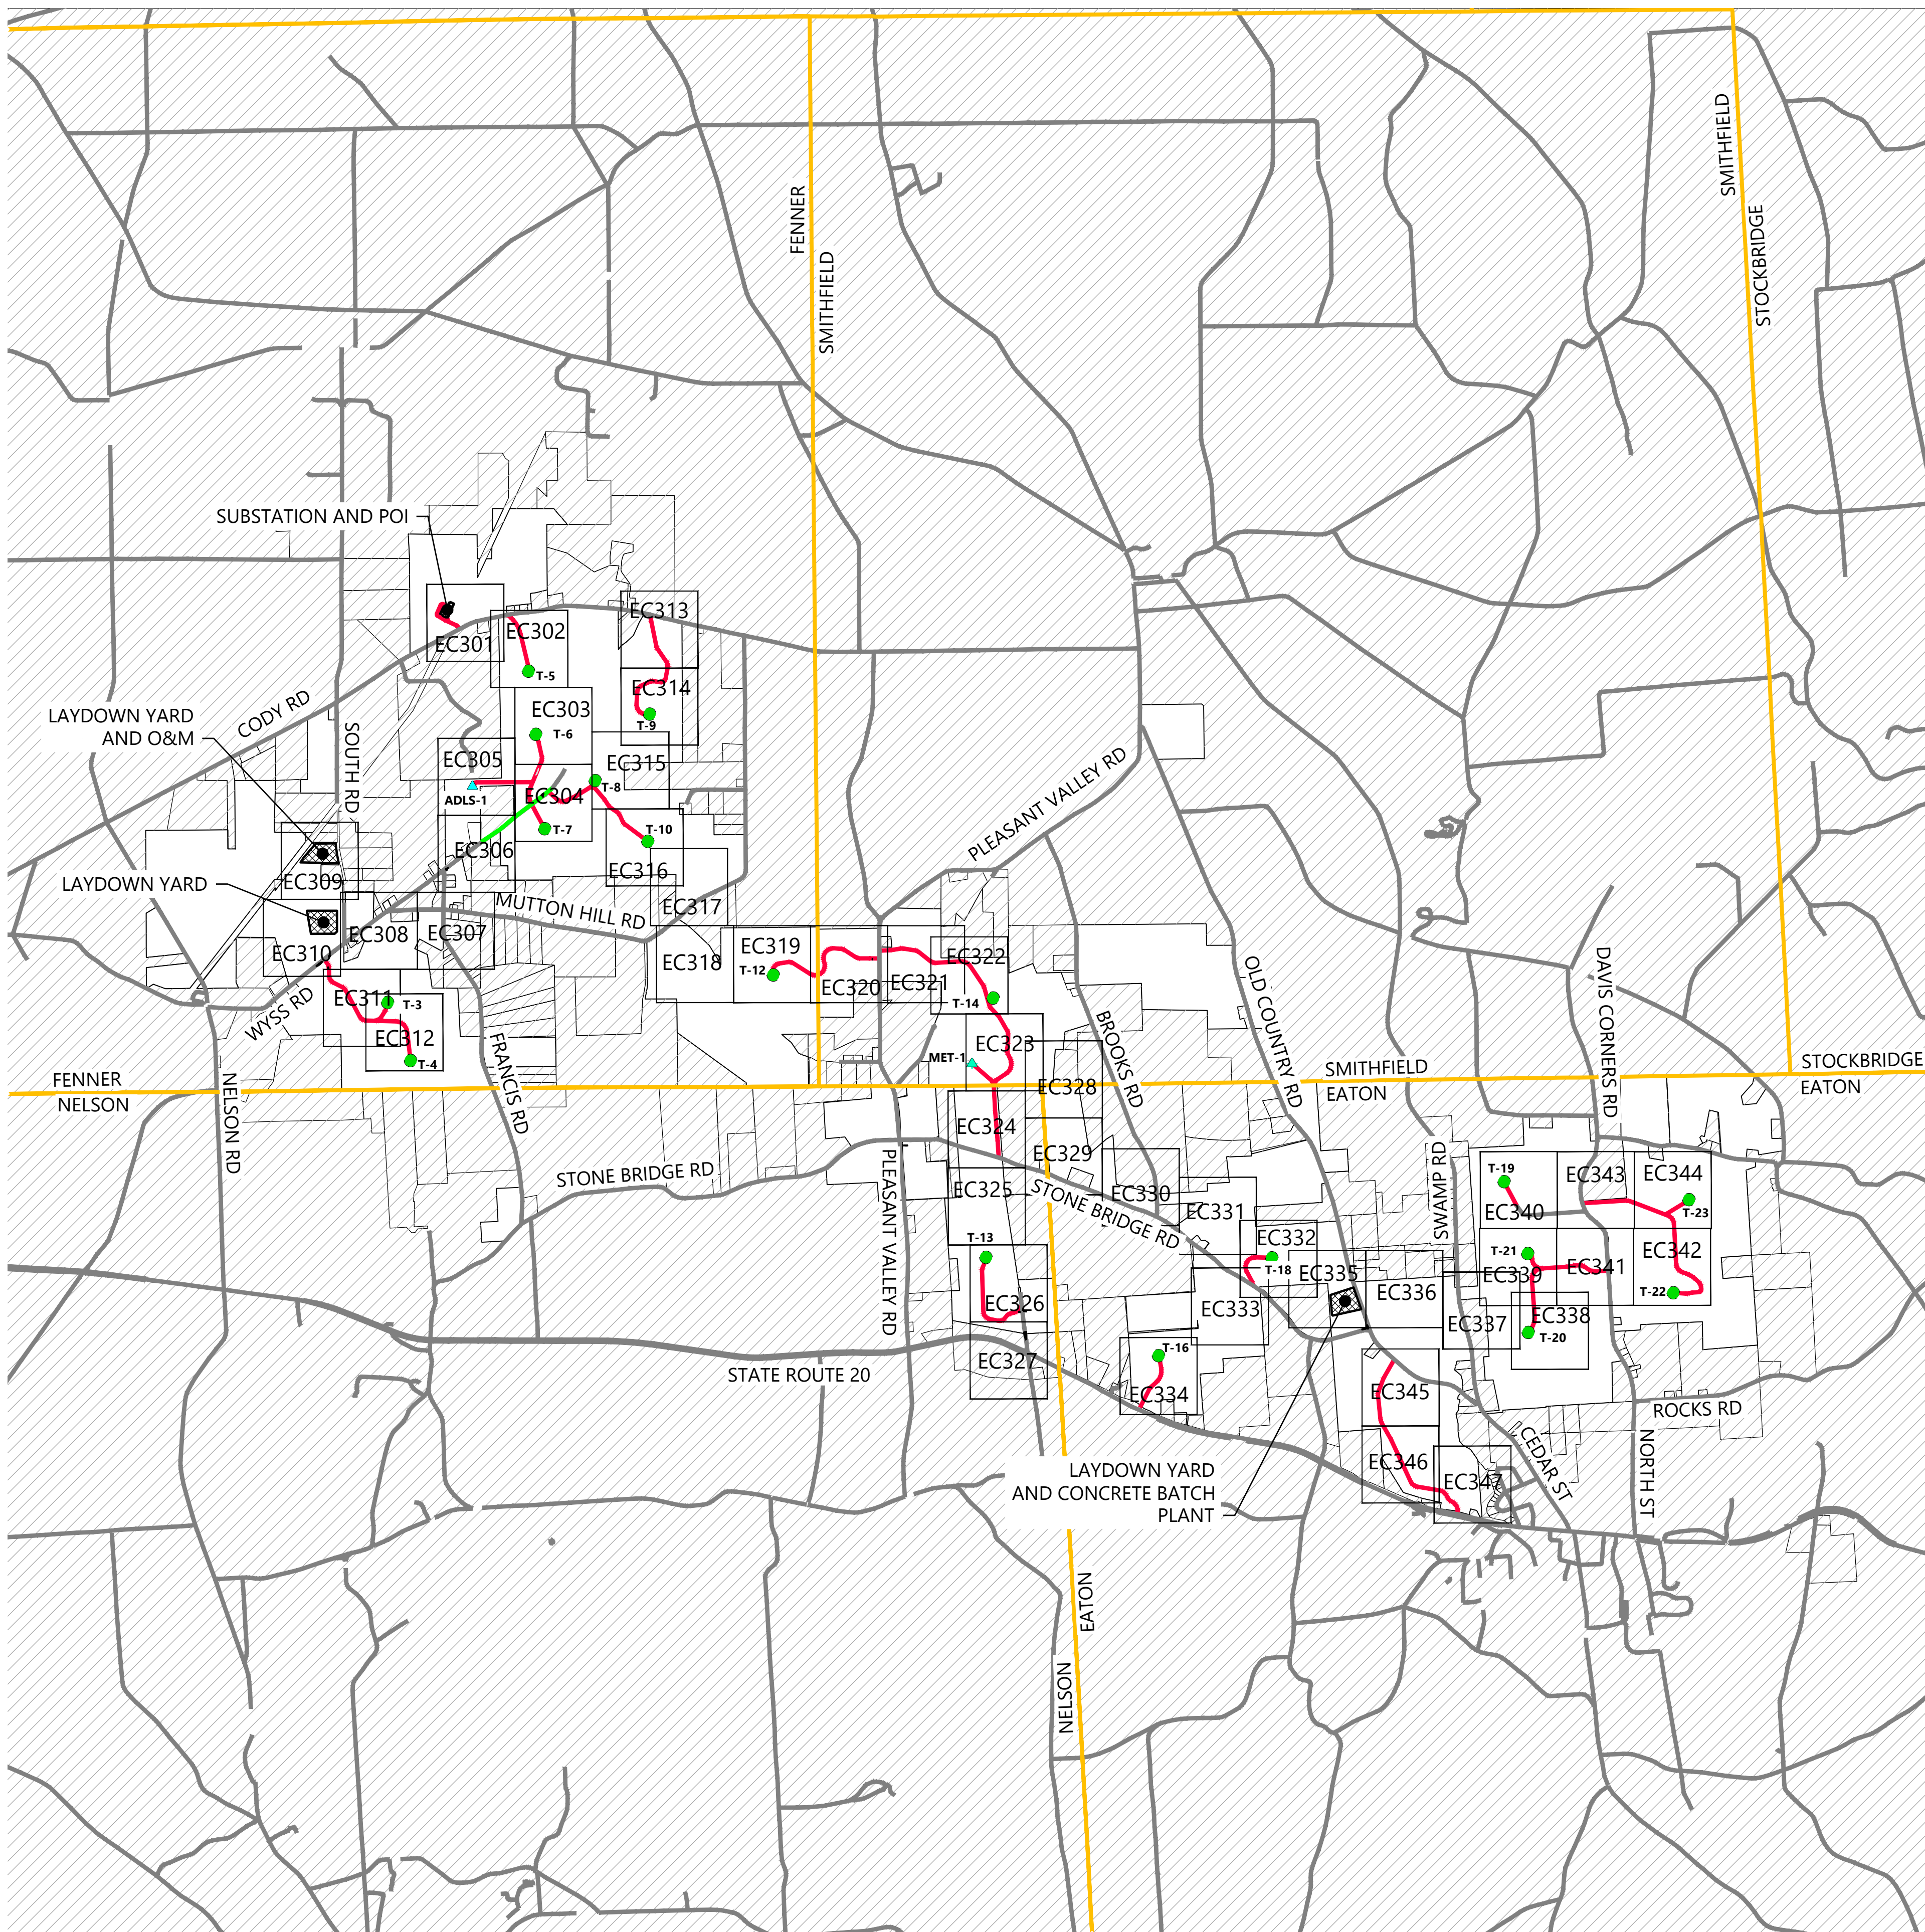 SMITHFIELD
STOCKBRIDGE
FENNER
SMITHFIELD
SUBSTATION AND POI
EC301
EC302
T-5
EC313
EC314
T-9
EC303
T-6
CODY RD
SOUTH RD
LAYDOWN YARD
AND O&M
EC305
ADLS-1
EC304
T-7
EC315
T-8
T-10
EC306
EC316
EC309
LAYDOWN YARD
MUTTON HILL RD
EC317
PLEASANT VALLEY RD
EC308
EC307
EC310
EC311
T-3
EC312
T-4
WYSS RD
EC318
EC319
T-12
EC320
EC321
EC322
T-14
EC323
MET-1
BROOKS RD
OLD COUNTRY RD
DAVIS CORNERS RD
FRANCIS RD
NELSON RD
FENNER
NELSON
SMITHFIELD
EATON
STOCKBRIDGE
EATON
EC328
EC324
EC329
EC325
EC330
STONE BRIDGE RD
STONE BRIDGE RD
PLEASANT VALLEY RD
SWAMP RD
EC331
EC332
T-18
T-19
EC340
EC343
EC344
T-23
T-13
EC326
EC327
EC333
EC335
EC336
EC337
T-21
EC339
EC341
EC342
T-22
EC338
T-20
T-16
EC334
EC345
EC346
EC347
STATE ROUTE 20
ROCKS RD
CEDAR ST
NORTH ST
LAYDOWN YARD
AND CONCRETE BATCH
PLANT
EATON
NELSON